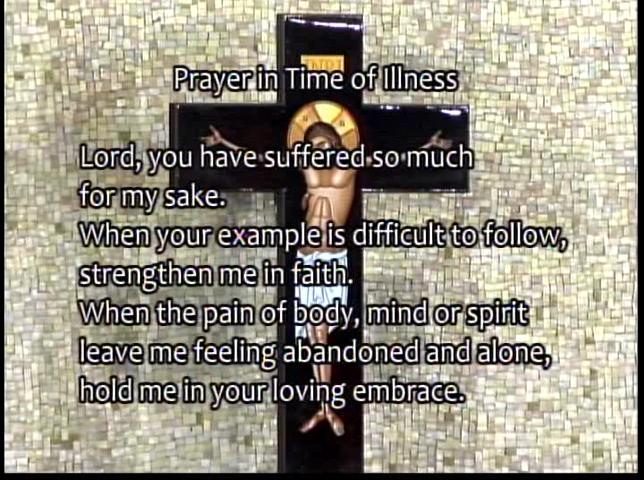 INRI
Prayer in Time of Illness
Lord, you have suffered so much
for my sake.
When your example is difficult to follow,
strengthen me in faith.
When the pain of body, mind or spirit
leave me feeling abandoned and alone,
hold me in your loving embrace.